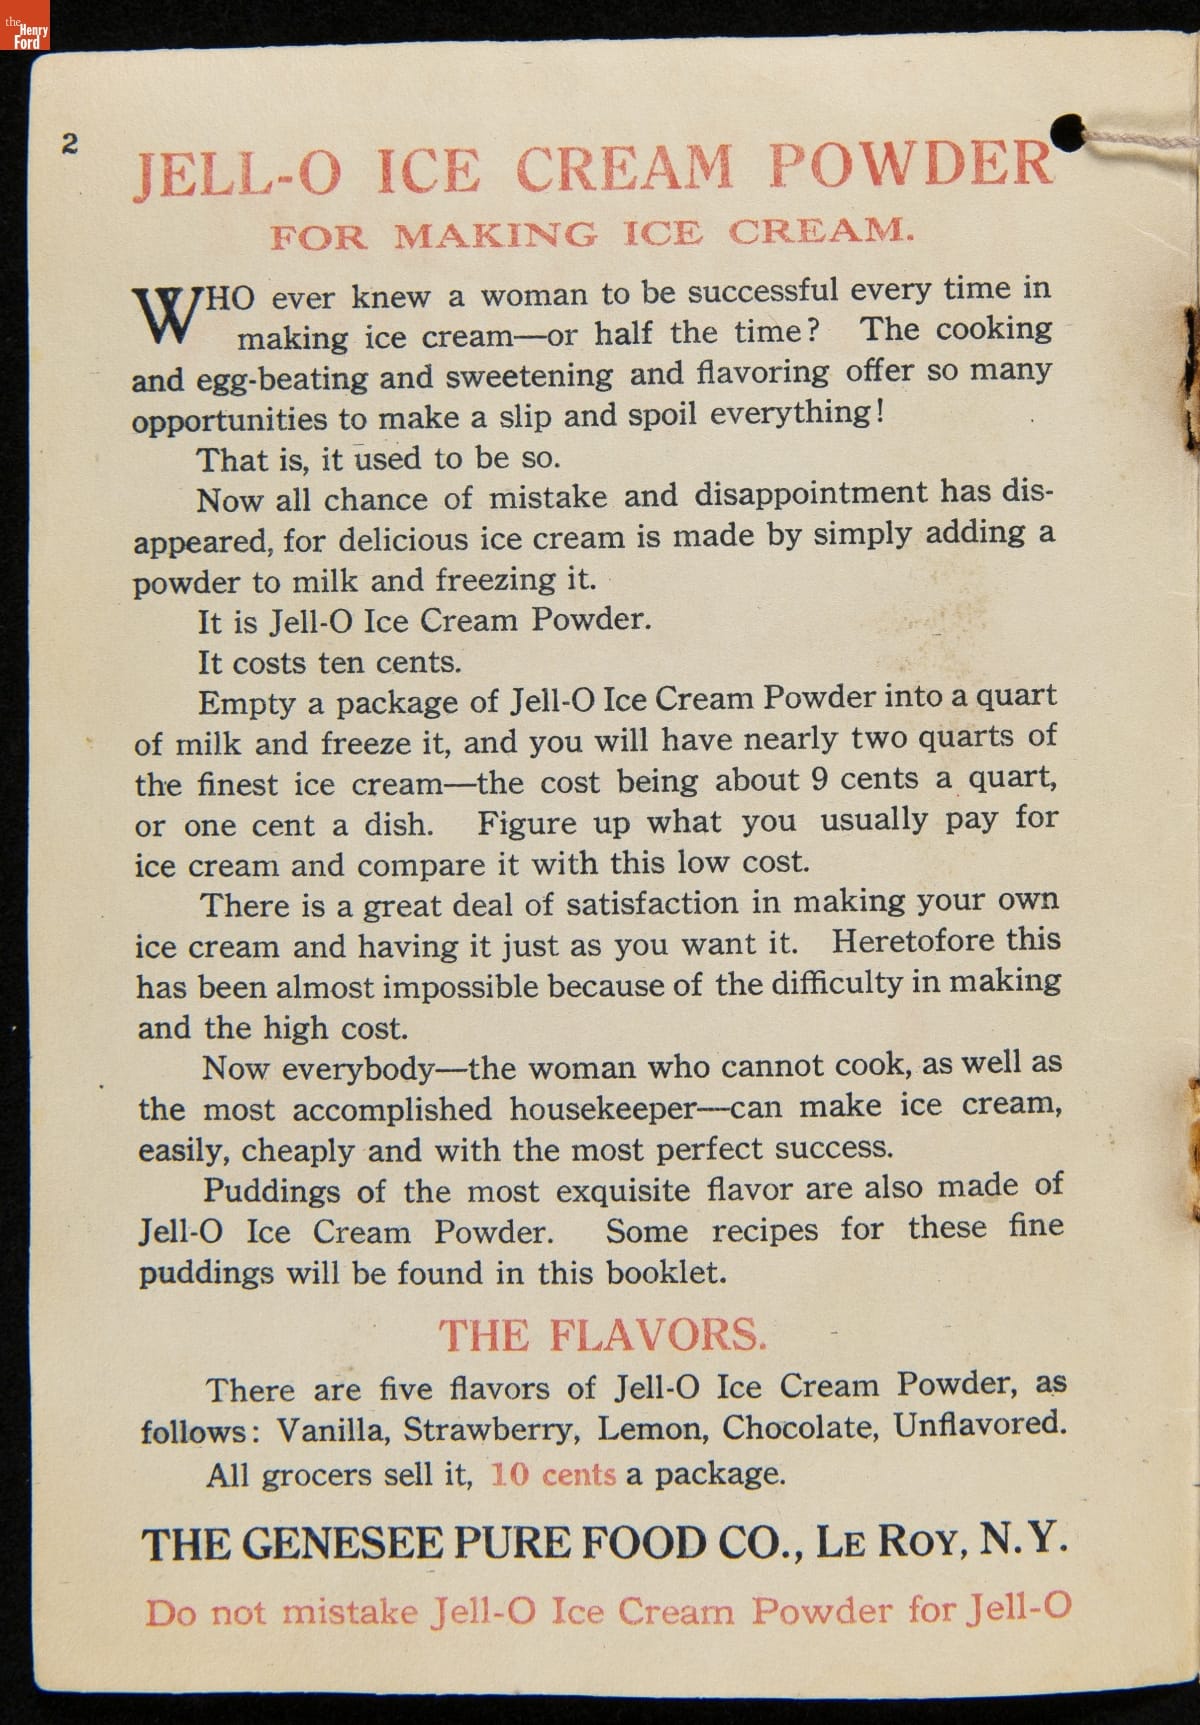 the
Henry
Ford
2
JELL-O ICE CREAM POWDER
FOR MAKING ICE CREAM.
WHO ever knew a woman to be successful every time in
making ice cream—or half the time? The cooking
and egg-beating and sweetening and flavoring offer so many
opportunities to make a slip and spoil everything!
That is, it used to be so.
Now all chance of mistake and disappointment has dis-
appeared, for delicious ice cream is made by simply adding a
powder to milk and freezing it.
It is Jell-O Ice Cream Powder.
It costs ten cents.
Empty a package of Jell-O Ice Cream Powder into a quart
of milk and freeze it, and you will have nearly two quarts of
the finest ice cream—the cost being about 9 cents a quart,
or one cent a dish. Figure up what you usually pay for
ice cream and compare it with this low cost.
There is a great deal of satisfaction in making your own
ice cream and having it just as you want it. Heretofore this
has been almost impossible because of the difficulty in making
and the high cost.
Now everybody—the woman who cannot cook, as well as
the most accomplished housekeeper—can make ice cream,
easily, cheaply and with the most perfect success.
Puddings of the most exquisite flavor are also made of
Jell-O Ice Cream Powder. Some recipes for these fine
puddings will be found in this booklet.
THE FLAVORS.
There are five flavors of Jell-O Ice Cream Powder, as
follows: Vanilla, Strawberry, Lemon, Chocolate, Unflavored.
All grocers sell it, 10 cents a package.
THE GENESEE PURE FOOD CO., LE ROY, N.Y.
Do not mistake Jell-O Ice Cream Powder for Jell-O